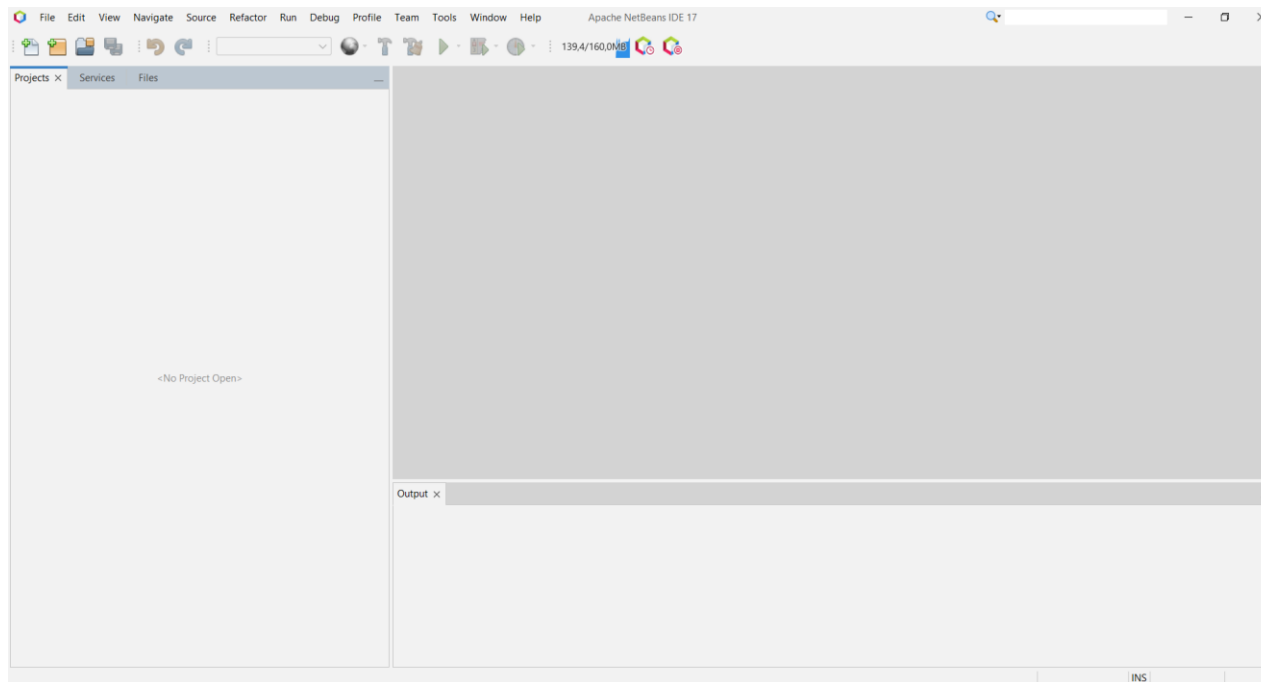 File Edit View Navigate Source Refactor Run Debug Profile Team Tools Window Help Apache NetBeans IDE 17
139,4/160,0MB
Projects Services Files
<No Project Open>
Output
INS